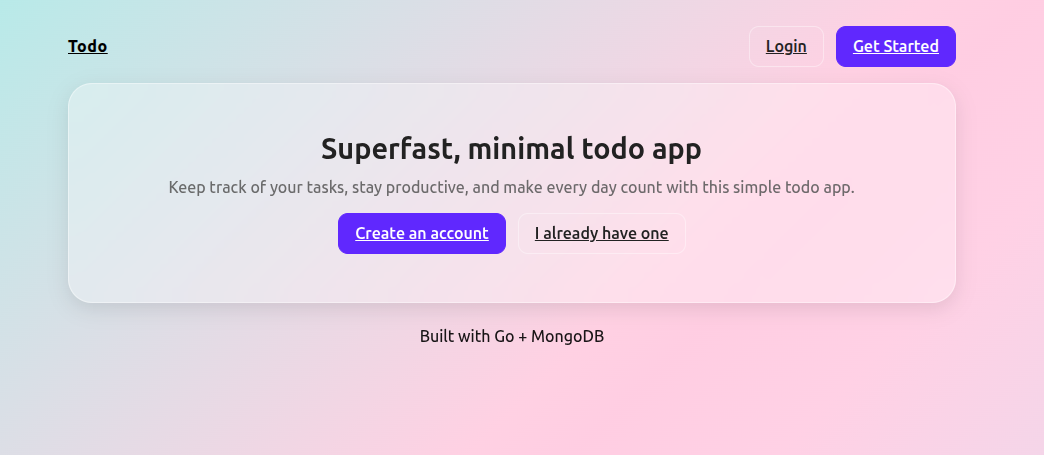 Todo
Login
Get Started
Superfast, minimal todo app
Keep track of your tasks, stay productive, and make every day count with this simple todo app.
Create an account
I already have one
Built with Go + MongoDB